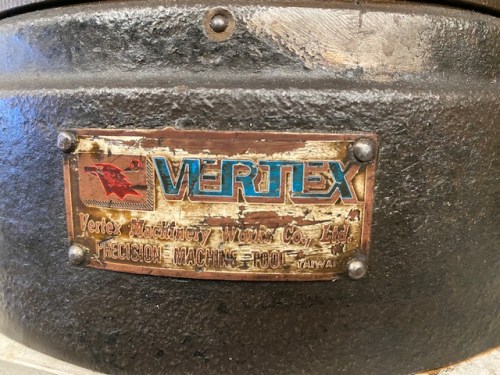 VERTEX
Vertex Machinery Works Co., Ltd.
PRECISION MACHINE TOOL TAIWAN